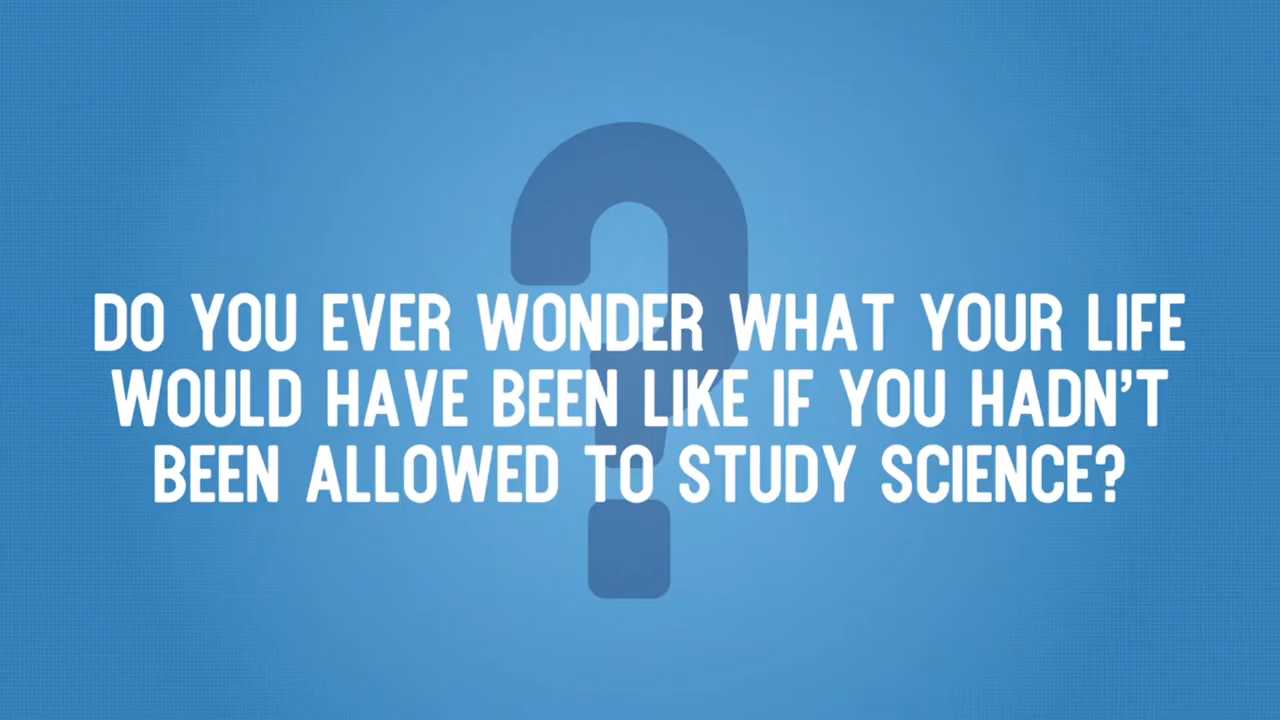 DO YOU EVER WONDER WHAT YOUR LIFE
WOULD HAVE BEEN LIKE IF YOU HADN’T
BEEN ALLOWED TO STUDY SCIENCE?